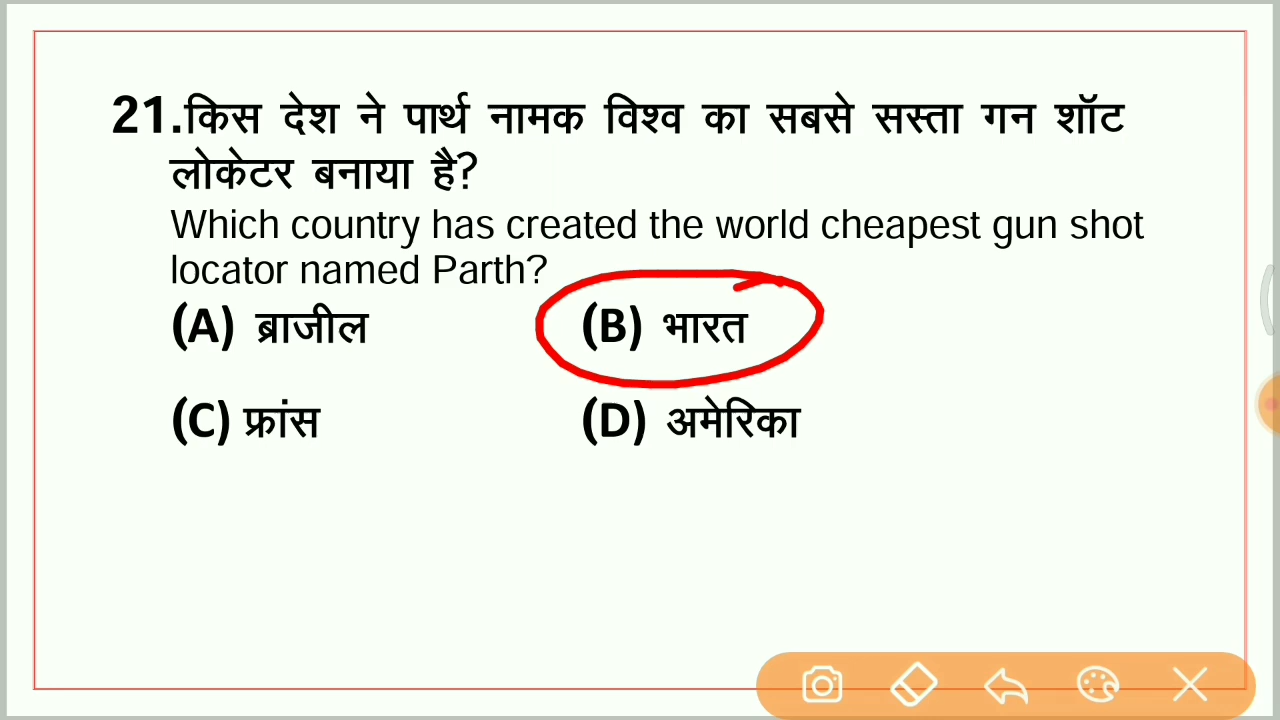 21.किस देश ने पार्थ नामक विश्व का सबसे सस्ता गन शॉट
लोकेटर बनाया है?
Which country has created the world cheapest gun shot
locator named Parth?
(A) ब्राजील (B) भारत
(C) फ्रांस (D) अमेरिका